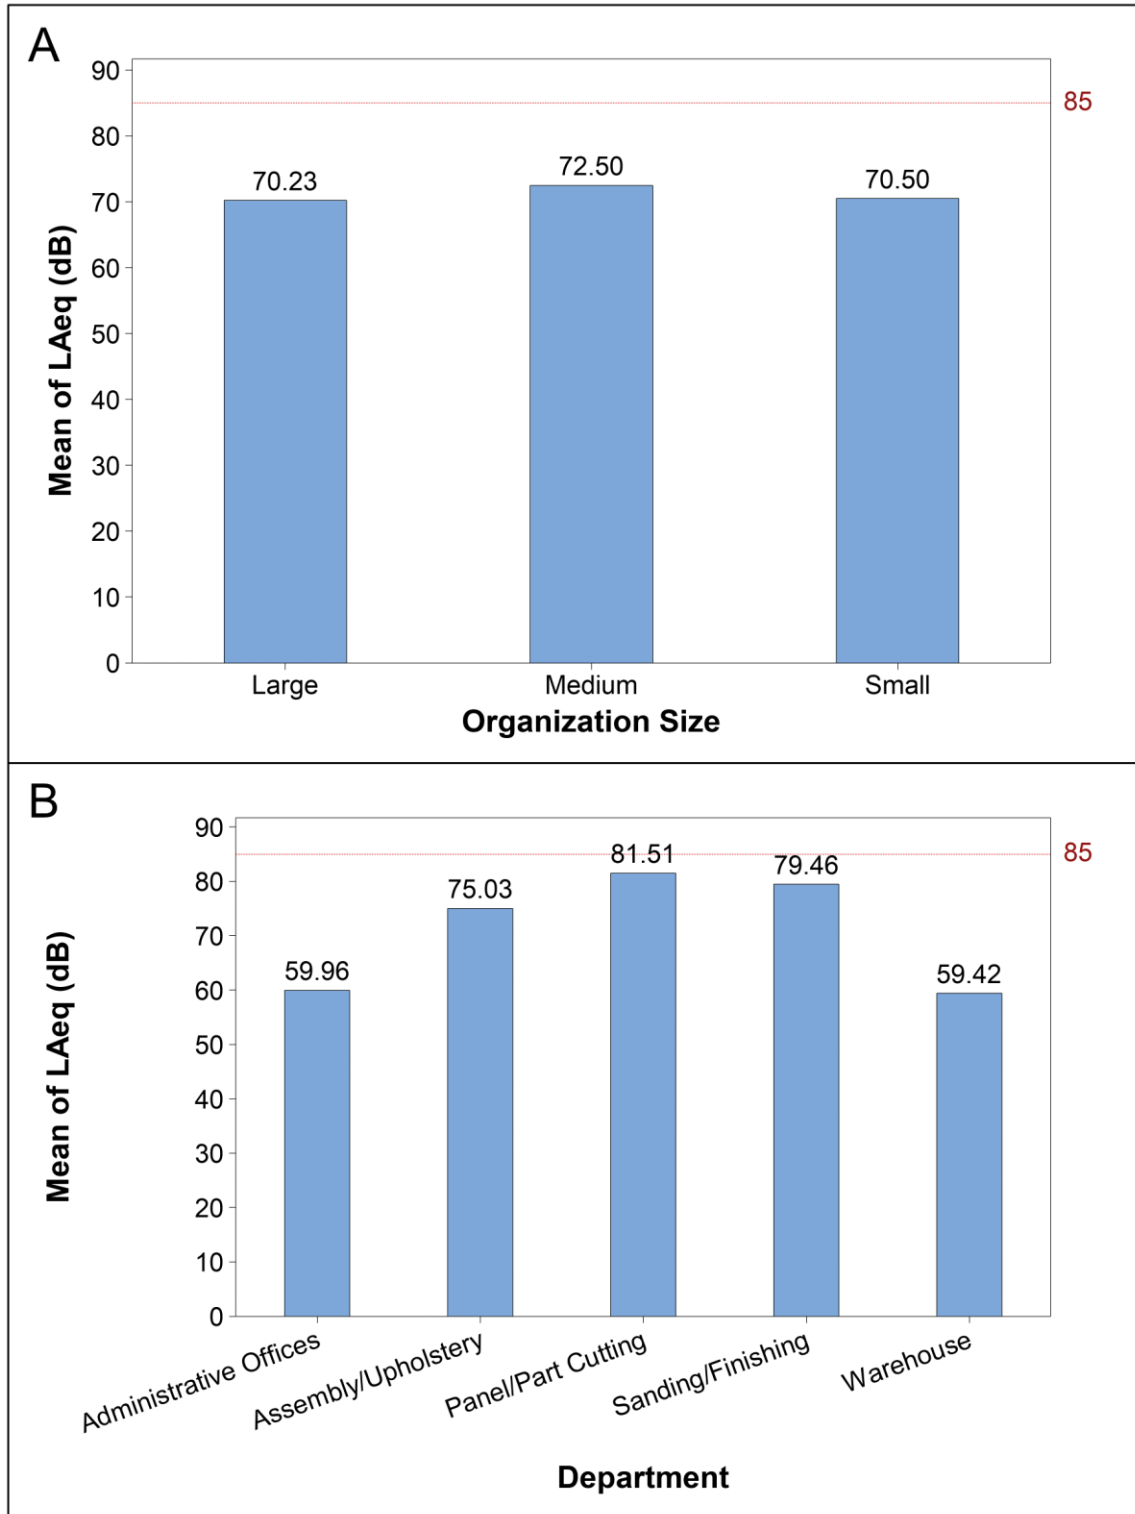 A
90
80
70
60
50
40
30
20
10
0
Mean of LAeq (dB)
85
70.23
72.50
70.50
Large
Medium
Small
Organization Size
B
90
80
70
60
50
40
30
20
10
0
Mean of LAeq (dB)
85
59.96
75.03
81.51
79.46
59.42
Administrative Offices
Assembly/Upholstery
Panel/Part Cutting
Sanding/Finishing
Warehouse
Department